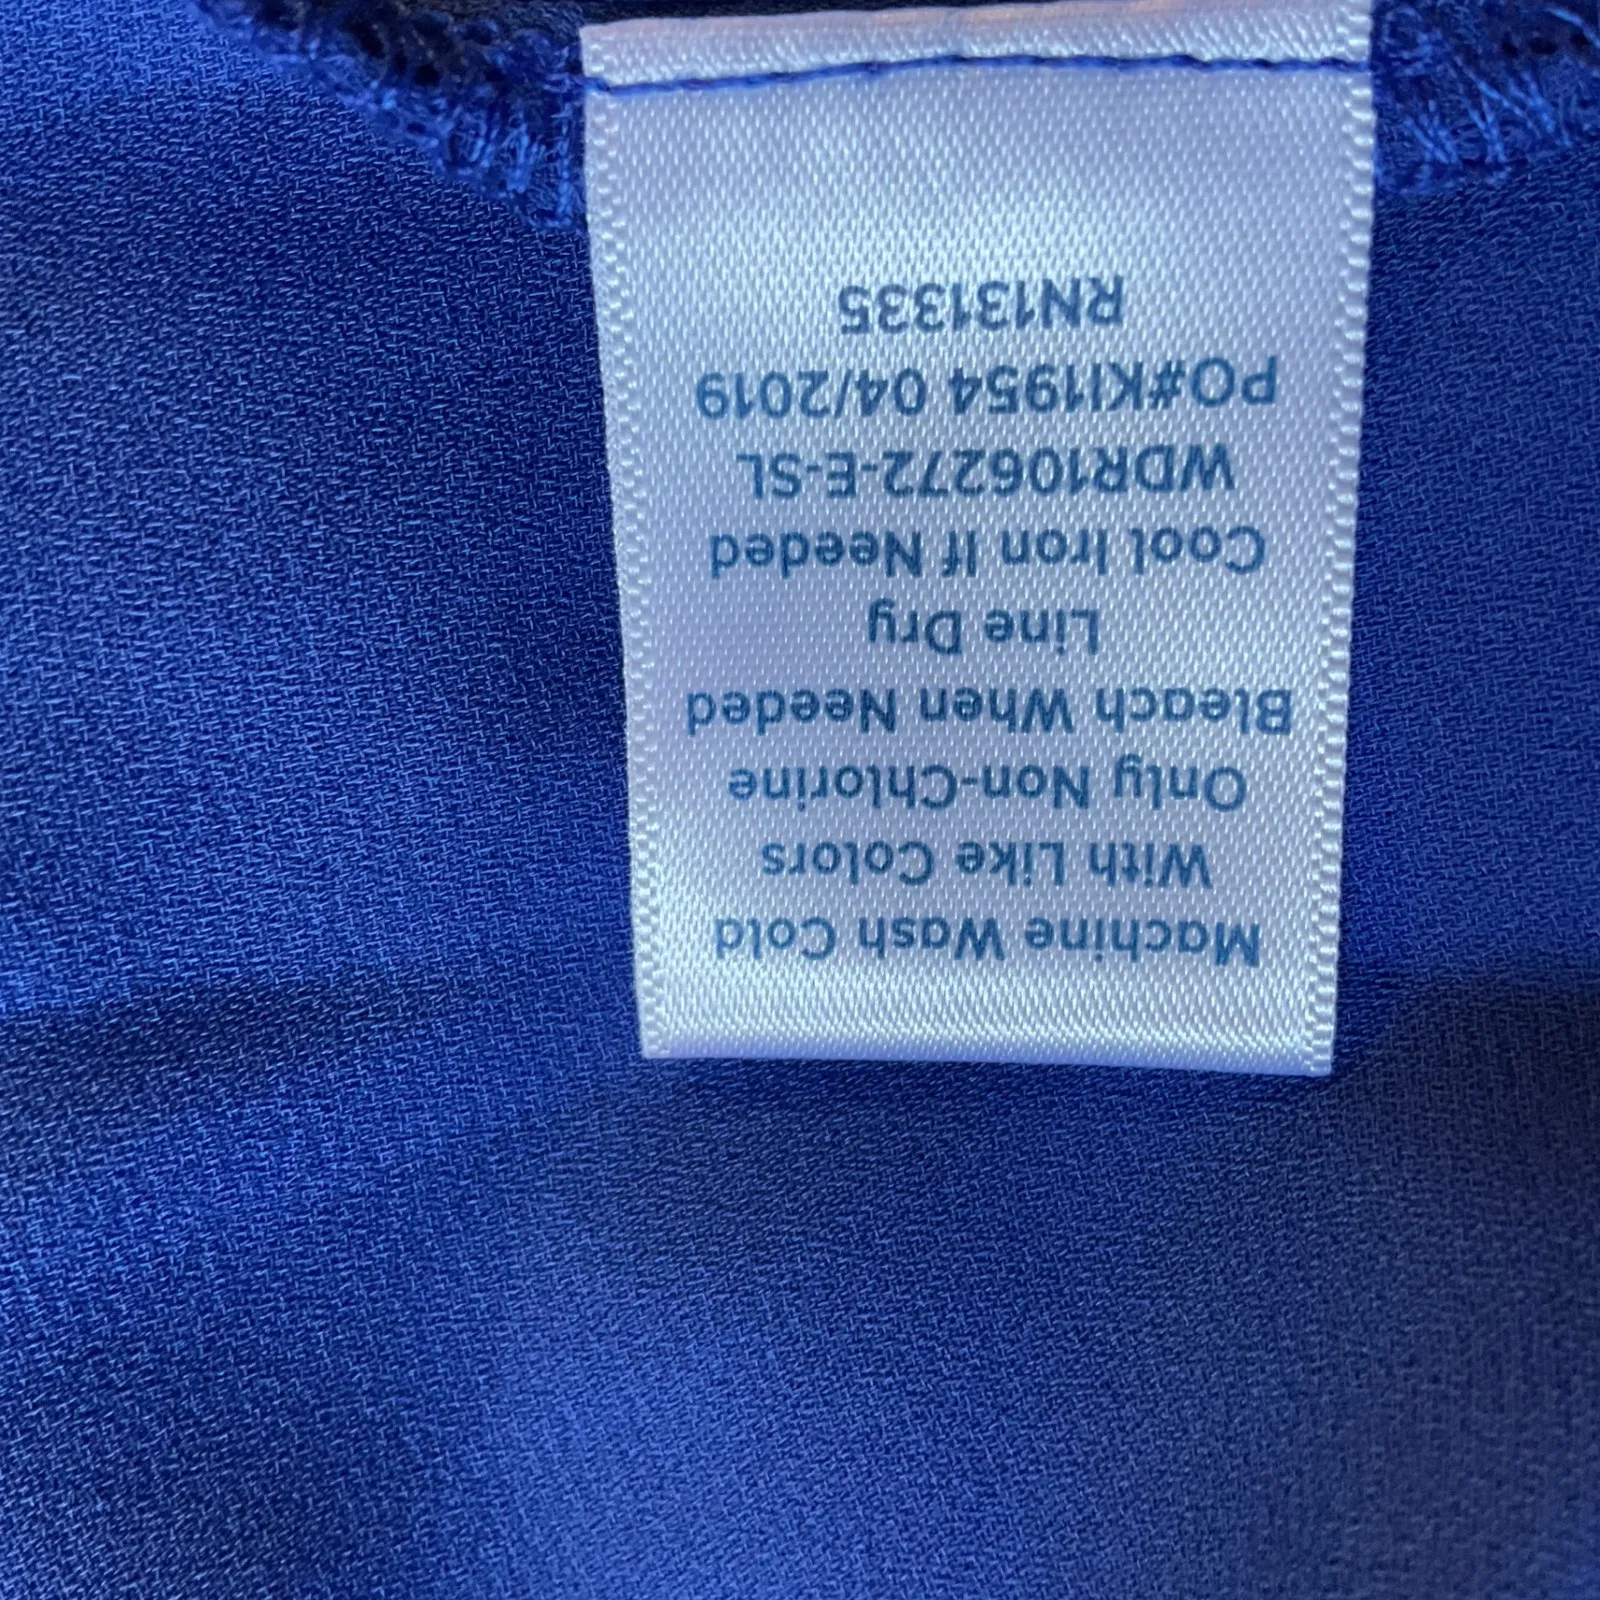 Machine Wash Cold
With Like Colors
Only Non-Chlorine
Bleach When Needed
Line Dry
Cool Iron If Needed
WDR106272-E-SL
PO#KI1954 04/2019
RN131335